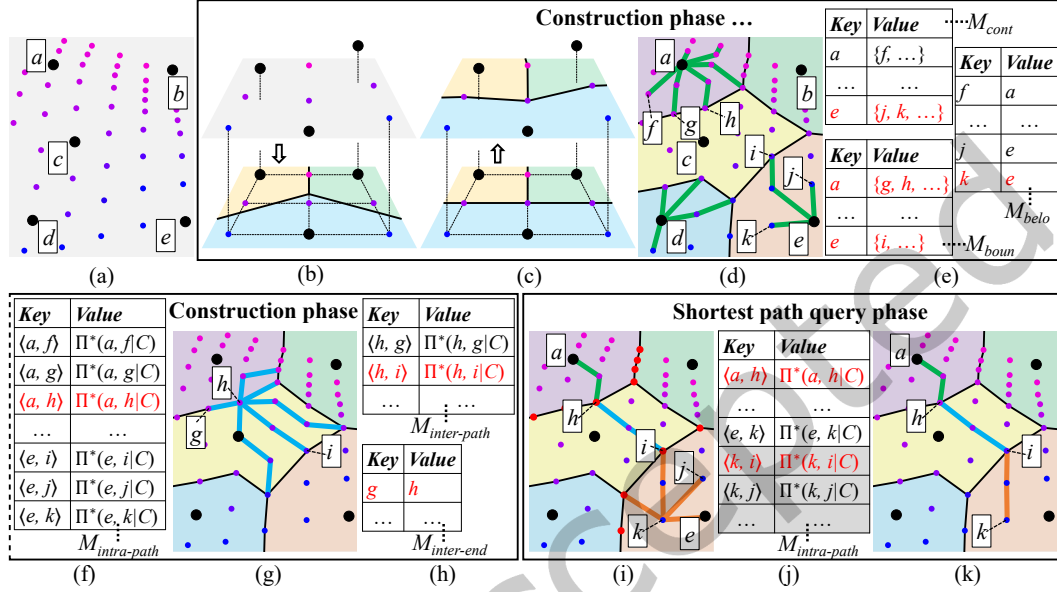 Construction phase ...
a
b
c
d
e
(a)
(b)
(c)
a
b
f
g
h
c
i
j
d
k
e
(d)
Key Value
a {f, ...}
... ...
e {j, k, ...}
M_cont
Key Value
a {g, h, ...}
... ...
e {i, ...}
M_boun
Key Value
f a
... ...
j e
k e
M_belo
(e)
Construction phase
Key Value
⟨a, f⟩ Π*(a, f|C)
⟨a, g⟩ Π*(a, g|C)
⟨a, h⟩ Π*(a, h|C)
... ...
⟨e, i⟩ Π*(e, i|C)
⟨e, j⟩ Π*(e, j|C)
⟨e, k⟩ Π*(e, k|C)
M_intra-path
(f)
h
g
i
(g)
Key Value
⟨h, g⟩ Π*(h, g|C)
⟨h, i⟩ Π*(h, i|C)
... ...
M_inter-path
Key Value
g h
... ...
M_inter-end
(h)
Shortest path query phase
a
h
i
j
k
e
(i)
Key Value
⟨a, h⟩ Π*(a, h|C)
... ...
⟨e, k⟩ Π*(e, k|C)
⟨k, i⟩ Π*(k, i|C)
⟨k, j⟩ Π*(k, j|C)
... ...
M_intra-path
(j)
a
h
i
k
(k)